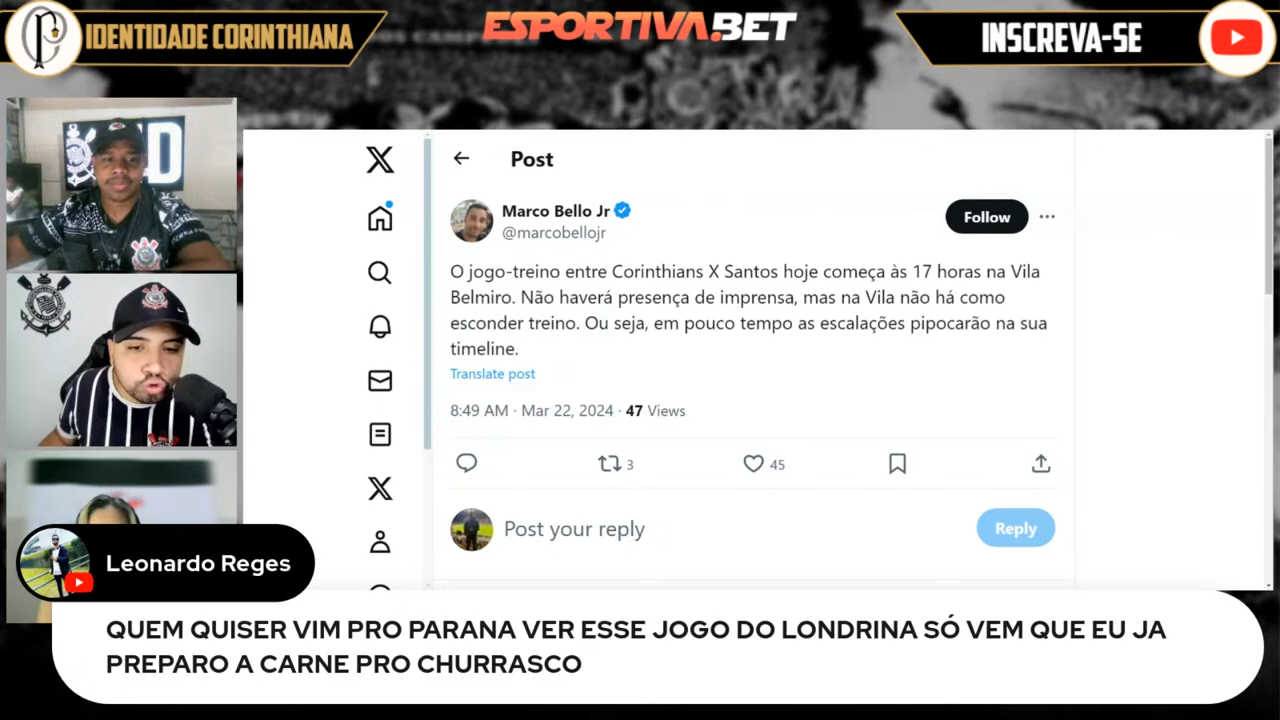 IDENTIDADE CORINTHIANA
ESPORTIVA.BET
INSCREVA-SE
Post
Marco Bello Jr
@marcobellojr
Follow
O jogo-treino entre Corinthians X Santos hoje começa às 17 horas na Vila
Belmiro. Não haverá presença de imprensa, mas na Vila não há como
esconder treino. Ou seja, em pouco tempo as escalações pipocarão na sua
timeline.
Translate post
8:49 AM · Mar 22, 2024 · 47 Views
3
45
Post your reply
Reply
Leonardo Reges
QUEM QUISER VIM PRO PARANA VER ESSE JOGO DO LONDRINA SÓ VEM QUE EU JA
PREPARO A CARNE PRO CHURRASCO